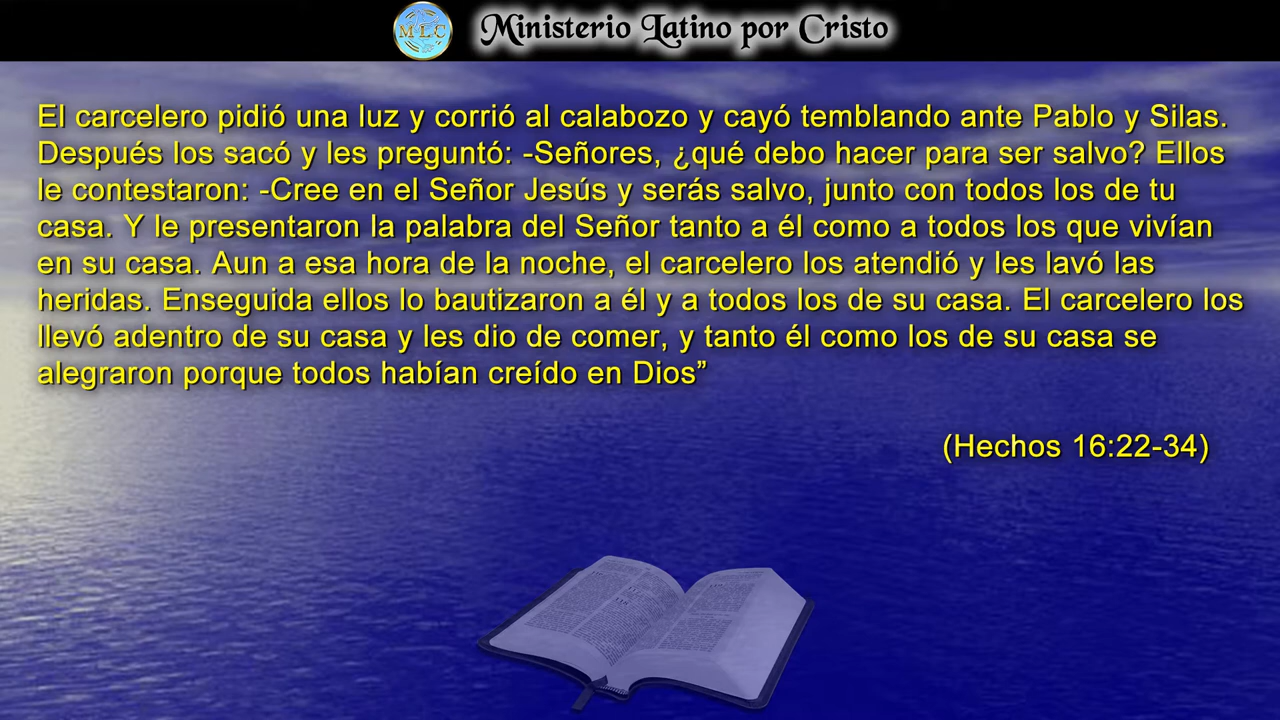 MLC
Ministerio Latino por Cristo
El carcelero pidió una luz y corrió al calabozo y cayó temblando ante Pablo y Silas.
Después los sacó y les preguntó: -Señores, ¿qué debo hacer para ser salvo? Ellos
le contestaron: -Cree en el Señor Jesús y serás salvo, junto con todos los de tu
casa. Y le presentaron la palabra del Señor tanto a él como a todos los que vivían
en su casa. Aun a esa hora de la noche, el carcelero los atendió y les lavó las
heridas. Enseguida ellos lo bautizaron a él y a todos los de su casa. El carcelero los
llevó adentro de su casa y les dio de comer, y tanto él como los de su casa se
alegraron porque todos habían creído en Dios”
(Hechos 16:22-34)